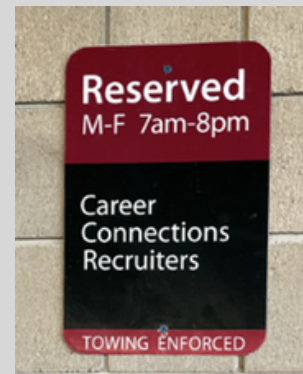 Reserved
M-F 7am-8pm
Career
Connections
Recruiters
TOWING ENFORCED